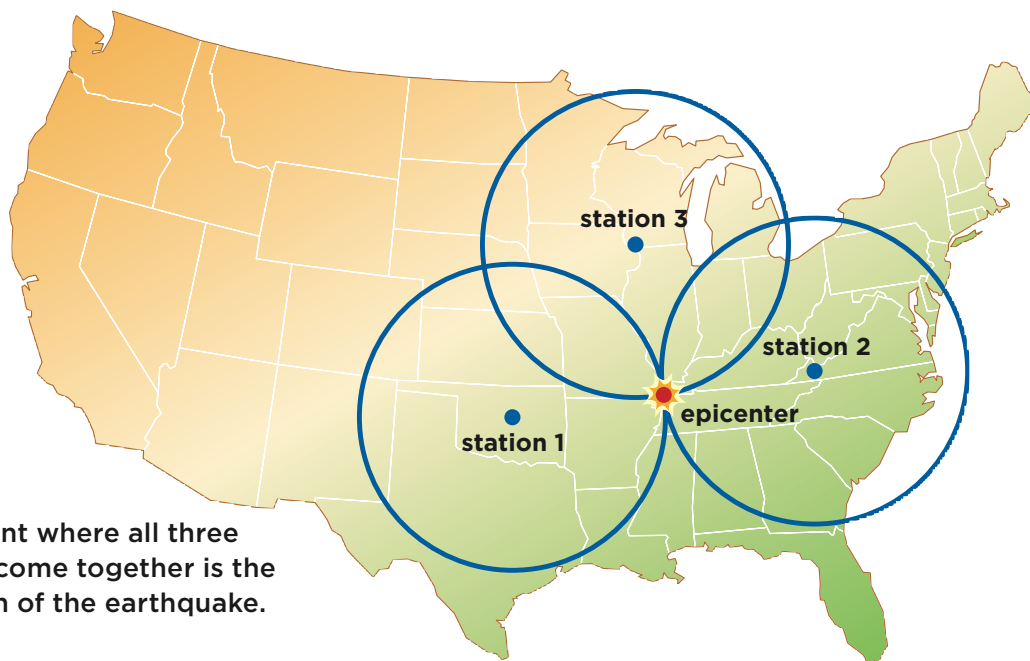 station 3
station 2
epicenter
station 1
nt where all three
come together is the
of the earthquake.